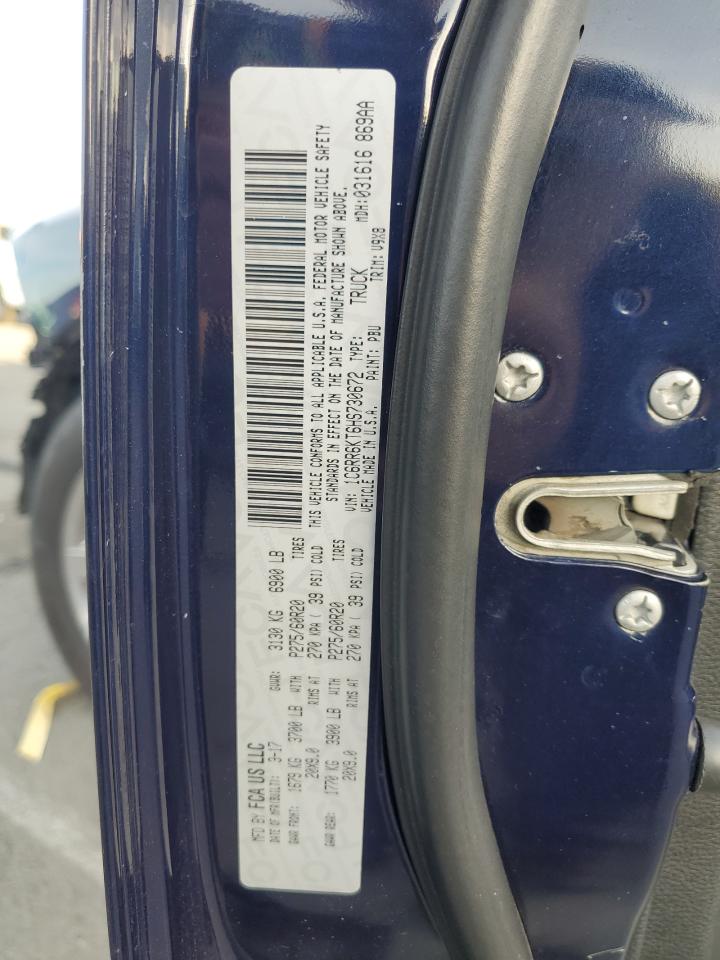 MFD BY FCA US LLC
DATE OF MFR(BUILT): 3-17 GVWR: 3130 KG 6900 LB
GAWR FRONT: 1679 KG 3700 LB WITH P275/60R20 TIRES
20X9.0 RIMS AT 270 KPA ( 39 PSI) COLD
GAWR REAR: 1770 KG 3900 LB WITH P275/60R20 TIRES
20X9.0 RIMS AT 270 KPA ( 39 PSI) COLD
THIS VEHICLE CONFORMS TO ALL APPLICABLE U.S.A. FEDERAL MOTOR VEHICLE SAFETY
STANDARDS IN EFFECT ON THE DATE OF MANUFACTURE SHOWN ABOVE.
VIN: 1C6RR6KT6HS730672 TYPE: TRUCK MDH:031616 869AA
VEHICLE MADE IN U.S.A. PAINT: PBU TRIM: V9X8